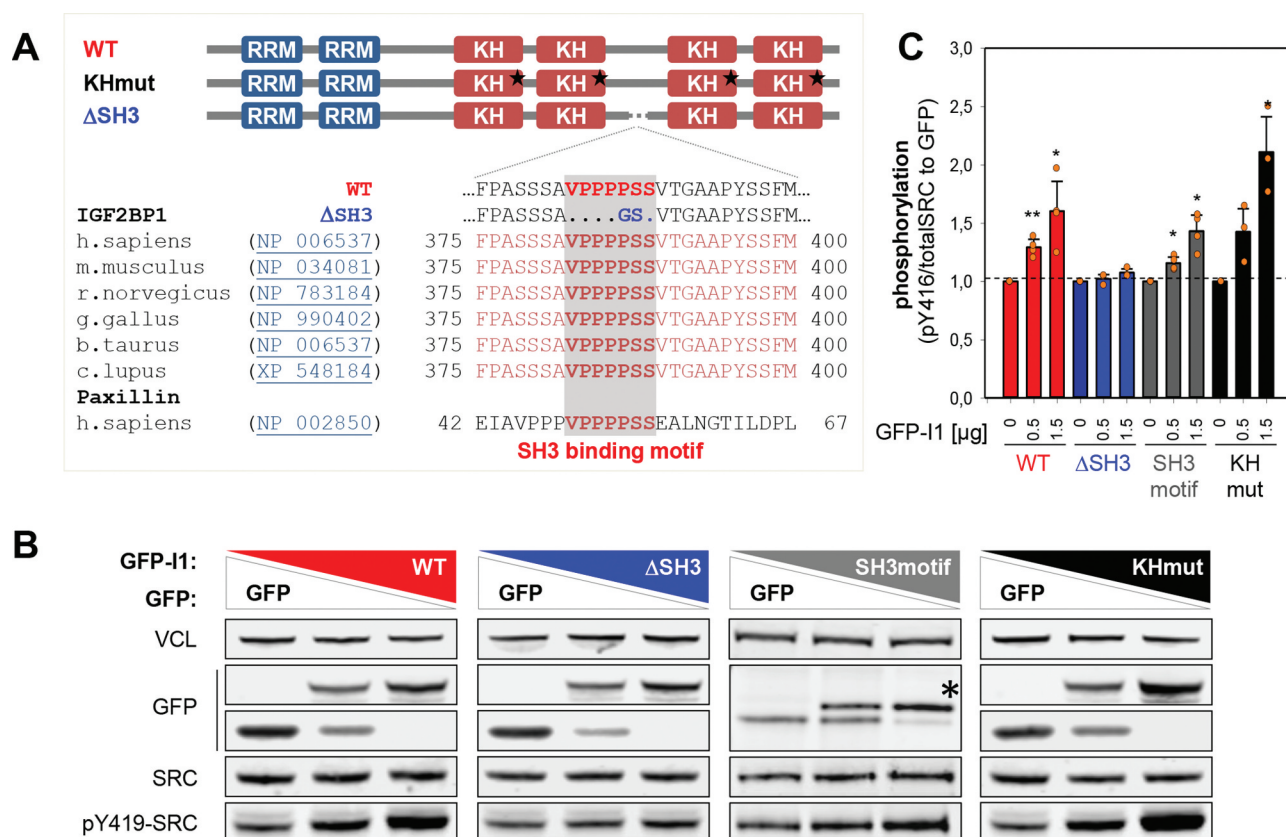 A
WT RRM RRM KH KH KH KH
KHmut RRM RRM KH★ KH★ KH★ KH★
ΔSH3 RRM RRM KH KH KH KH
WT ...FPASSSAVPPPPSSVTGAAPYSSFM...
IGF2BP1 ΔSH3 ...FPASSSA....GS.VTGAAPYSSFM...
h.sapiens (NP 006537) 375 FPASSSAVPPPPSSVTGAAPYSSFM 400
m.musculus (NP 034081) 375 FPASSSAVPPPPSSVTGAAPYSSFM 400
r.norvegicus (NP 783184) 375 FPASSSAVPPPPSSVTGAAPYSSFM 400
g.gallus (NP 990402) 375 FPASSSAVPPPPSSVTGAAPYSSFM 400
b.taurus (NP 006537) 375 FPASSSAVPPPPSSVTGAAPYSSFM 400
c.lupus (XP 548184) 375 FPASSSAVPPPPSSVTGAAPYSSFM 400
Paxillin
h.sapiens (NP 002850) 42 EIAVPPPVPPPPSSEALNGTILDPL 67
SH3 binding motif
C
phosphorylation
(pY416/totalSRC to GFP)
3,0
2,5
2,0
1,5
1,0
0,5
0,0
** * * * *
GFP-I1 [µg] 0 0.5 1.5 0 0.5 1.5 0 0.5 1.5 0 0.5 1.5
WT ΔSH3 SH3 motif KH mut
B
GFP-I1: WT ΔSH3 SH3motif KHmut
GFP: GFP GFP GFP GFP
VCL
GFP *
SRC
pY419-SRC